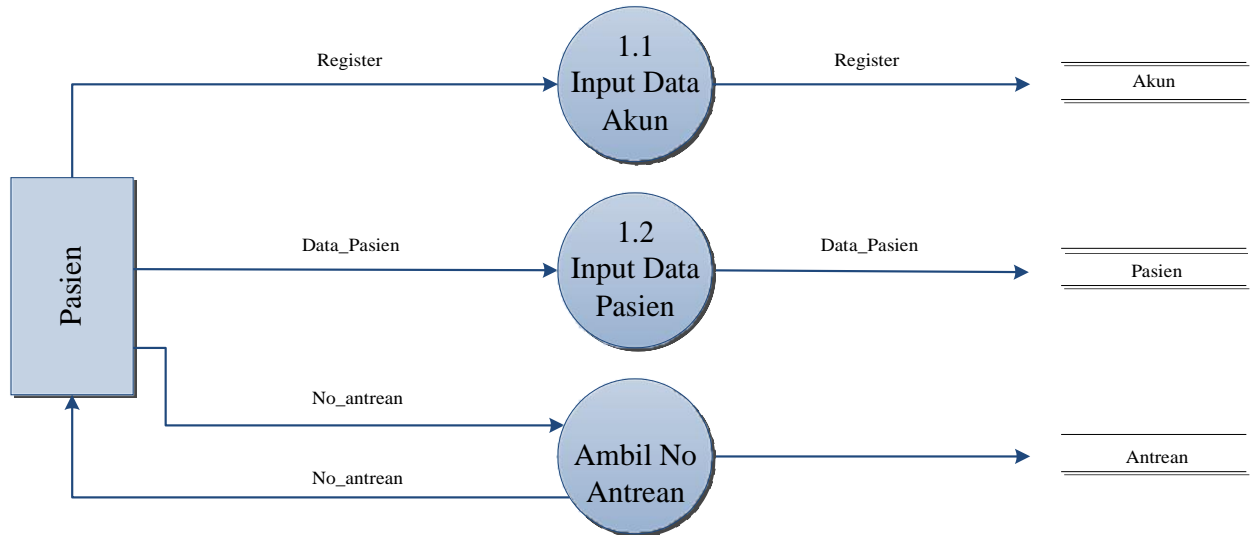 Register
1.1
Input Data
Akun
Register
Akun
Pasien
Data_Pasien
1.2
Input Data
Pasien
Data_Pasien
Pasien
No_antrean
No_antrean
Ambil No
Antrean
Antrean